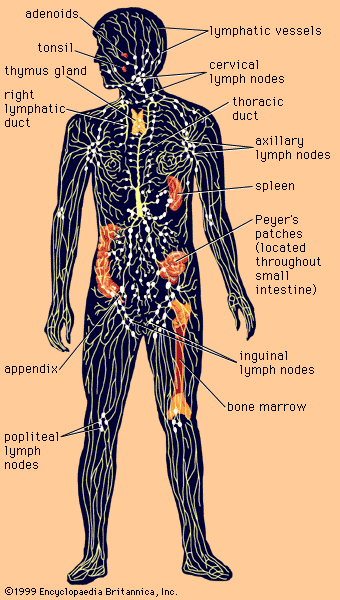 adenoids
tonsil
thymus gland
right
lymphatic
duct
lymphatic vessels
cervical
lymph nodes
thoracic
duct
axillary
lymph nodes
spleen
Peyer's
patches
(located
throughout
small
intestine)
inguinal
lymph nodes
appendix
bone marrow
popliteal
lymph
nodes
©1999 Encyclopaedia Britannica, Inc.